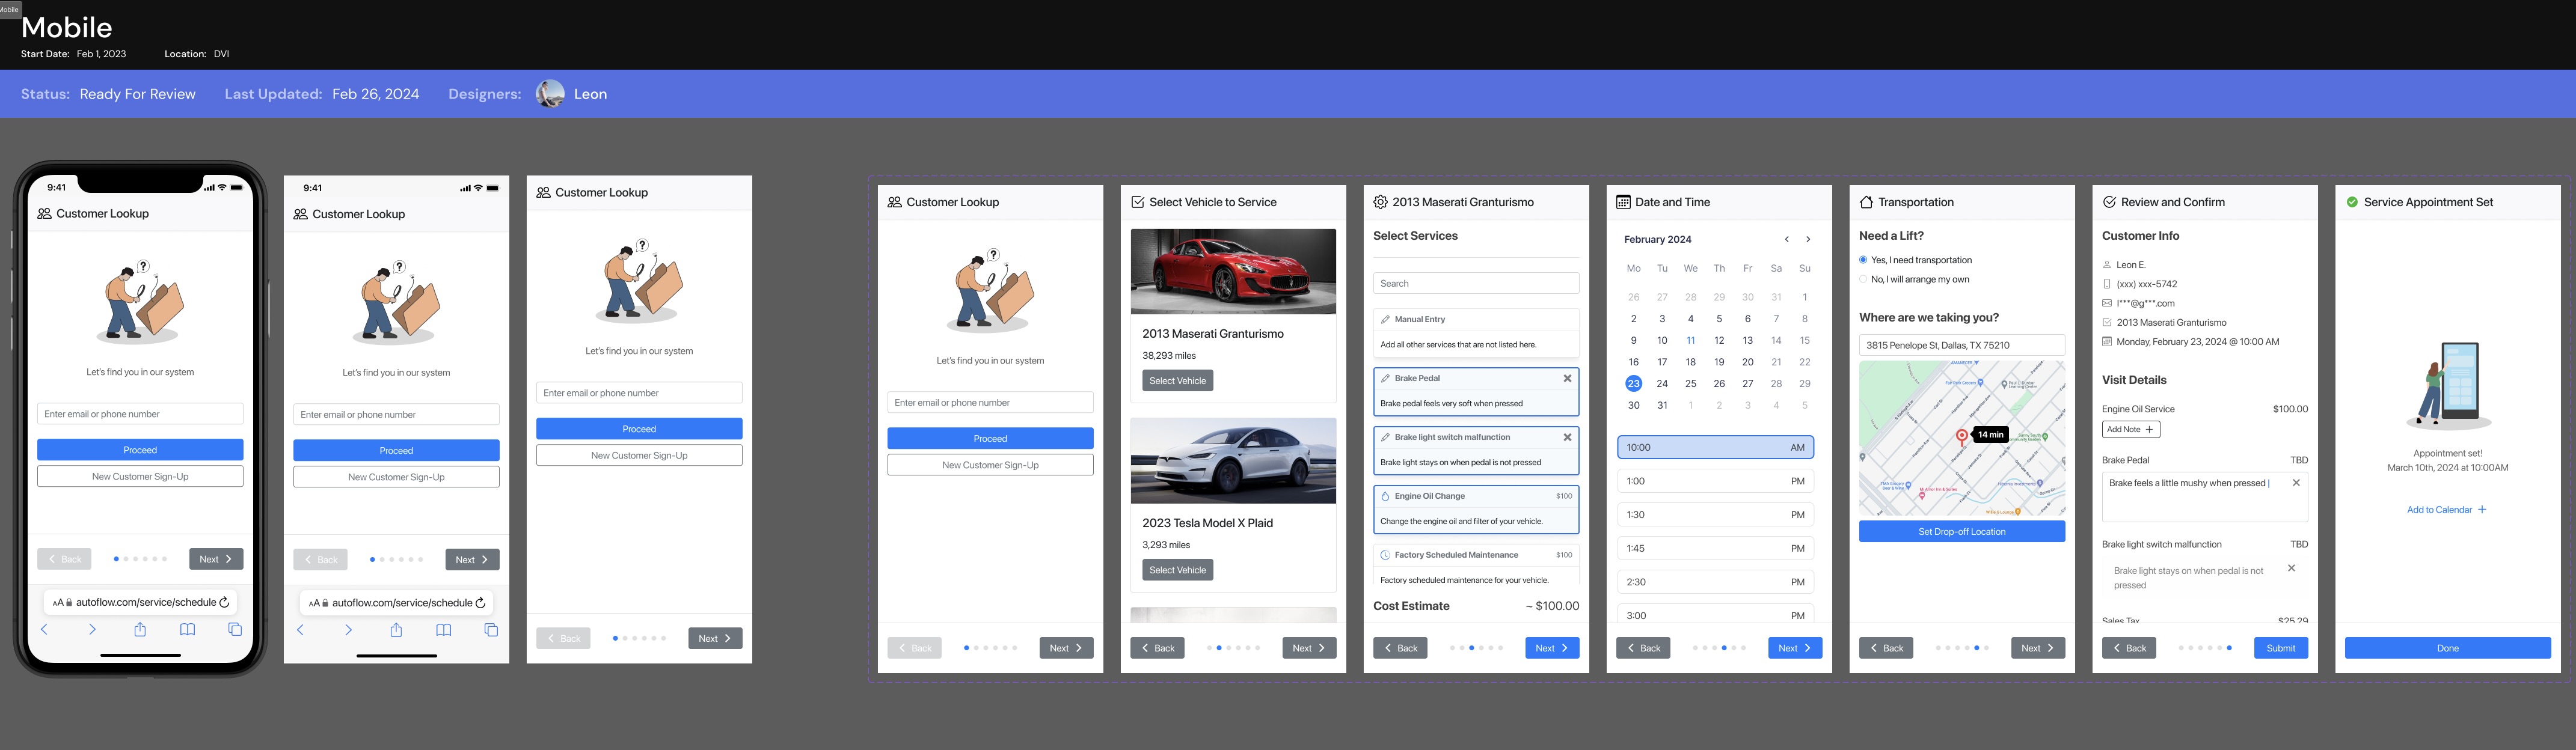 Mobile
Mobile
Start Date: Feb 1, 2023 Location: DVI
Status: Ready For Review Last Updated: Feb 26, 2024 Designers: Leon
9:41
Customer Lookup
?
Let's find you in our system
Enter email or phone number
Proceed
New Customer Sign-Up
Back Next
AA autoflow.com/service/schedule
9:41
Customer Lookup
?
Let's find you in our system
Enter email or phone number
Proceed
New Customer Sign-Up
Back Next
AA autoflow.com/service/schedule
Customer Lookup
?
Let's find you in our system
Enter email or phone number
Proceed
New Customer Sign-Up
Back Next
Customer Lookup
?
Let's find you in our system
Enter email or phone number
Proceed
New Customer Sign-Up
Back Next
Select Vehicle to Service
2013 Maserati Granturismo
38,293 miles
Select Vehicle
2023 Tesla Model X Plaid
3,293 miles
Select Vehicle
Back Next
2013 Maserati Granturismo
Select Services
Search
Manual Entry
Add all other services that are not listed here.
Brake Pedal
Brake pedal feels very soft when pressed
Brake light switch malfunction
Brake light stays on when pedal is not pressed
Engine Oil Change $100
Change the engine oil and filter of your vehicle.
Factory Scheduled Maintenance $100
Factory scheduled maintenance for your vehicle.
Cost Estimate ~ $100.00
Back Next
Date and Time
February 2024
Mo Tu We Th Fr Sa Su
26 27 28 29 30 31 1
2 3 4 5 6 7 8
9 10 11 12 13 14 15
16 17 18 19 20 21 22
23 24 25 26 27 28 29
30 31 1 2 3 4 5
10:00 AM
1:00 PM
1:30 PM
1:45 PM
2:30 PM
3:00 PM
Back Next
Transportation
Need a Lift?
Yes, I need transportation
No, I will arrange my own
Where are we taking you?
3815 Penelope St, Dallas, TX 75210
14 min
Set Drop-off Location
Back Next
Review and Confirm
Customer Info
Leon E.
(xxx) xxx-5742
l***@g***.com
2013 Maserati Granturismo
Monday, February 23, 2024 @ 10:00 AM
Visit Details
Engine Oil Service $100.00
Add Note +
Brake Pedal TBD
Brake feels a little mushy when pressed
Brake light switch malfunction TBD
Brake light stays on when pedal is not
pressed
Sales Tax $25.29
Back Submit
Service Appointment Set
Appointment set!
March 10th, 2024 at 10:00AM
Add to Calendar +
Done